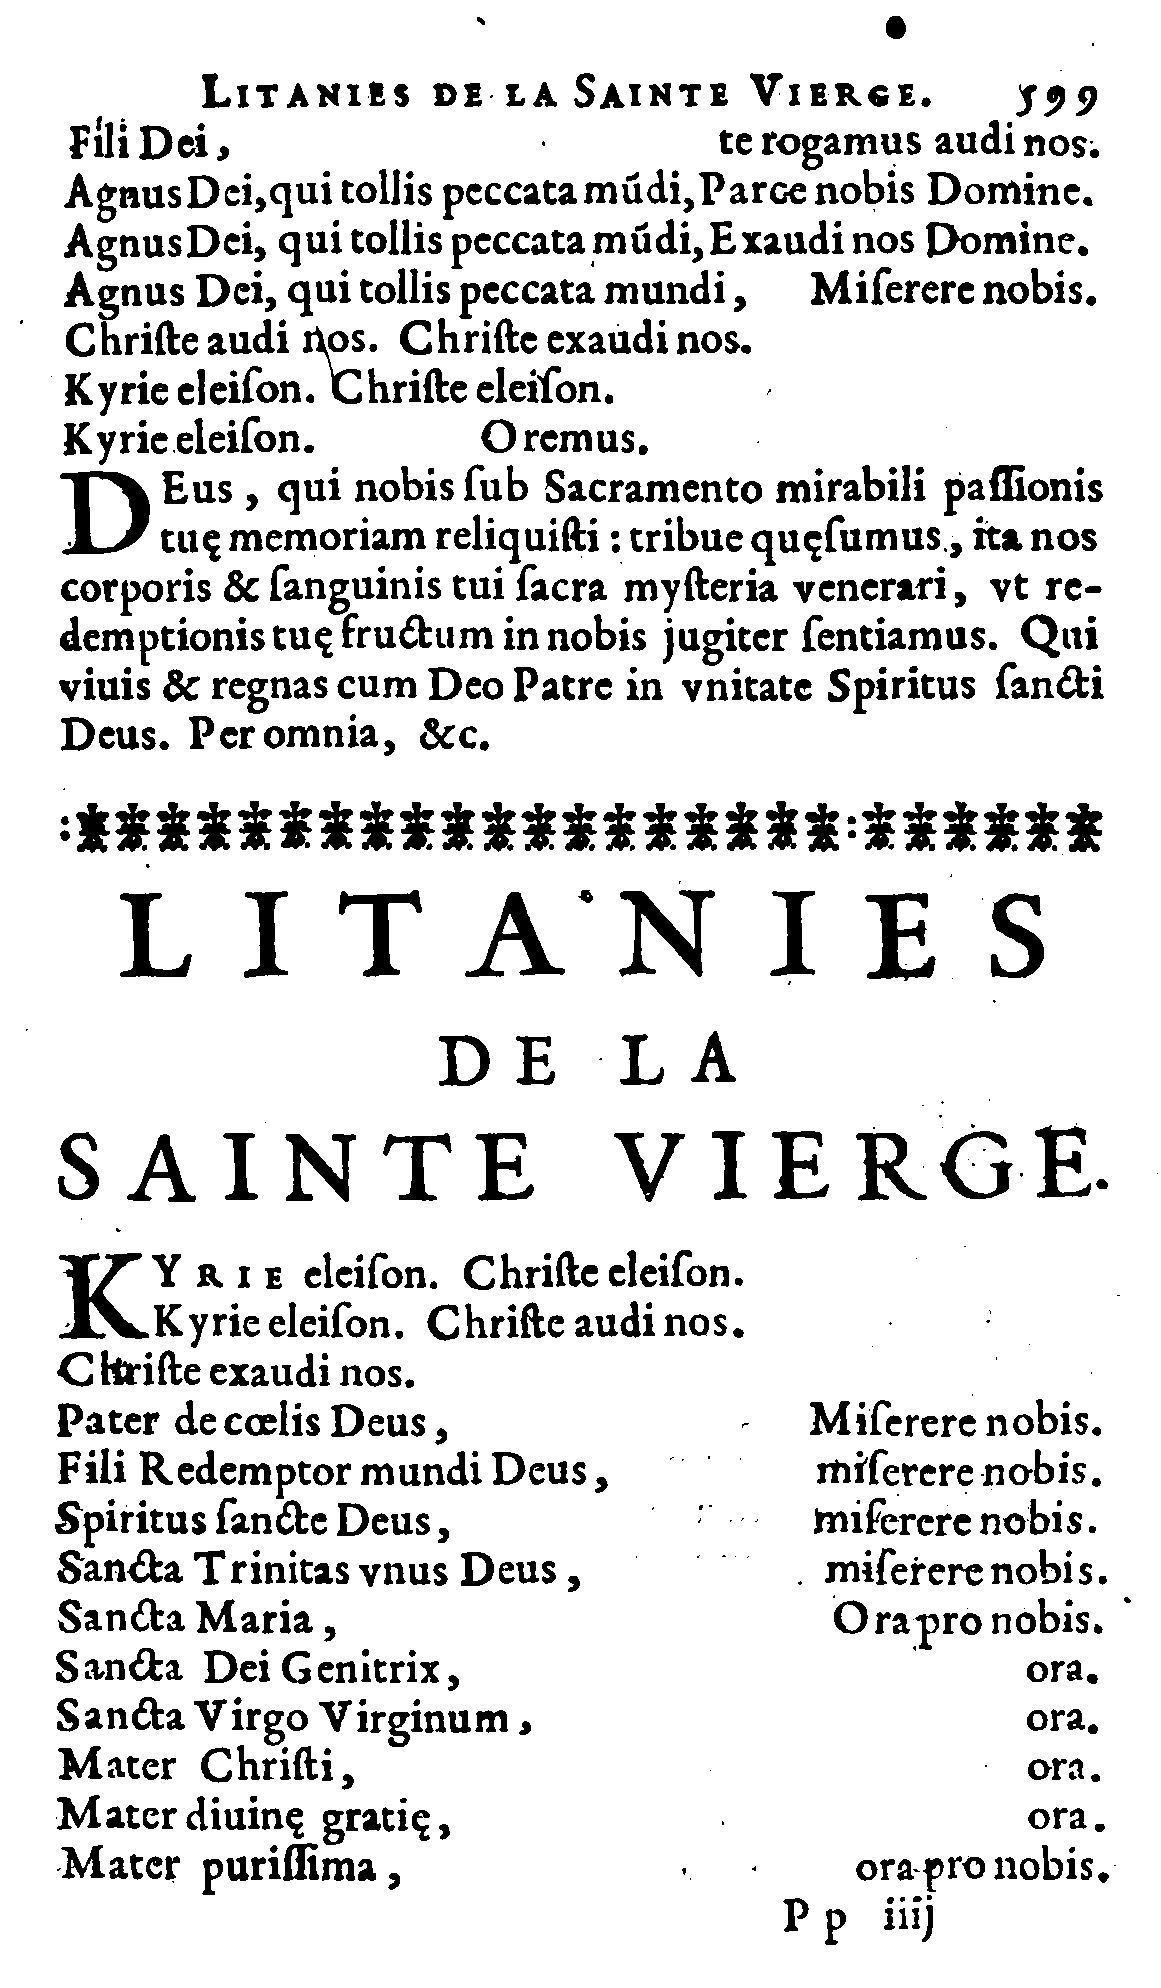 LITANIES DE LA SAINTE VIERGE. 599
Fili Dei, te rogamus audi nos.
Agnus Dei, qui tollis peccata mūdi, Parce nobis Domine.
Agnus Dei, qui tollis peccata mūdi, Exaudi nos Domine.
Agnus Dei, qui tollis peccata mundi, Miſerere nobis.
Chriſte audi nos. Chriſte exaudi nos.
Kyrie eleiſon. Chriſte eleiſon.
Kyrie eleiſon. Oremus.
DEus, qui nobis ſub Sacramento mirabili paſſionis
tuę memoriam reliquiſti : tribue quęſumus, ita nos
corporis & ſanguinis tui ſacra myſteria venerari, vt re-
demptionis tuę fructum in nobis jugiter ſentiamus. Qui
viuis & regnas cum Deo Patre in vnitate Spiritus ſancti
Deus. Per omnia, &c.
LITANIES
DE LA
SAINTE VIERGE.
KYRIE eleiſon. Chriſte eleiſon.
Kyrie eleiſon. Chriſte audi nos.
Chriſte exaudi nos.
Pater de cœlis Deus, Miſerere nobis.
Fili Redemptor mundi Deus, miſerere nobis.
Spiritus ſancte Deus, miſerere nobis.
Sancta Trinitas vnus Deus, miſerere nobis.
Sancta Maria, Ora pro nobis.
Sancta Dei Genitrix, ora.
Sancta Virgo Virginum, ora.
Mater Chriſti, ora.
Mater diuinę gratię, ora.
Mater puriſſima, ora pro nobis.
Pp iiij